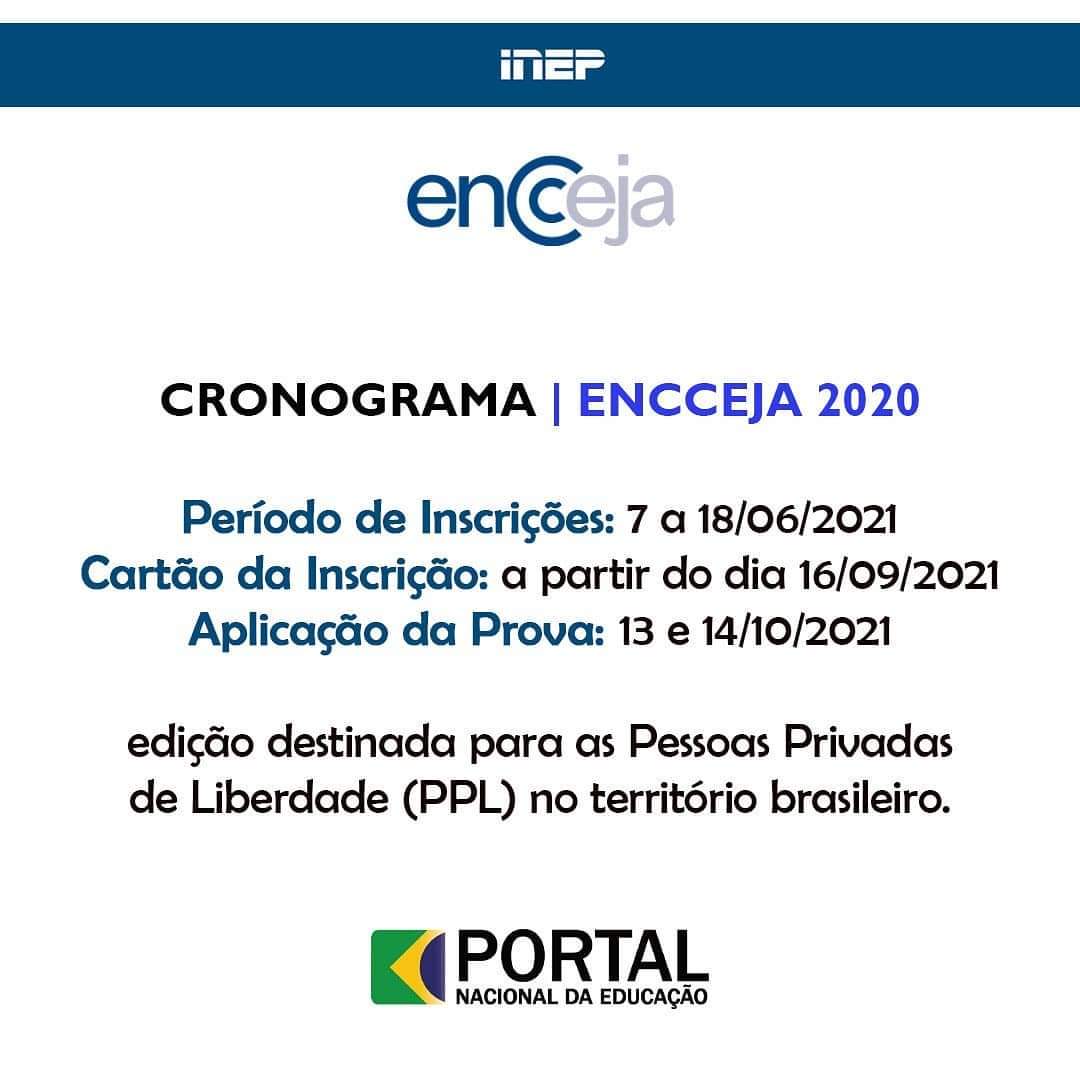 INEP
encceja
CRONOGRAMA | ENCCEJA 2020
Período de Inscrições: 7 a 18/06/2021
Cartão da Inscrição: a partir do dia 16/09/2021
Aplicação da Prova: 13 e 14/10/2021
edição destinada para as Pessoas Privadas
de Liberdade (PPL) no território brasileiro.
PORTAL
NACIONAL DA EDUCAÇÃO